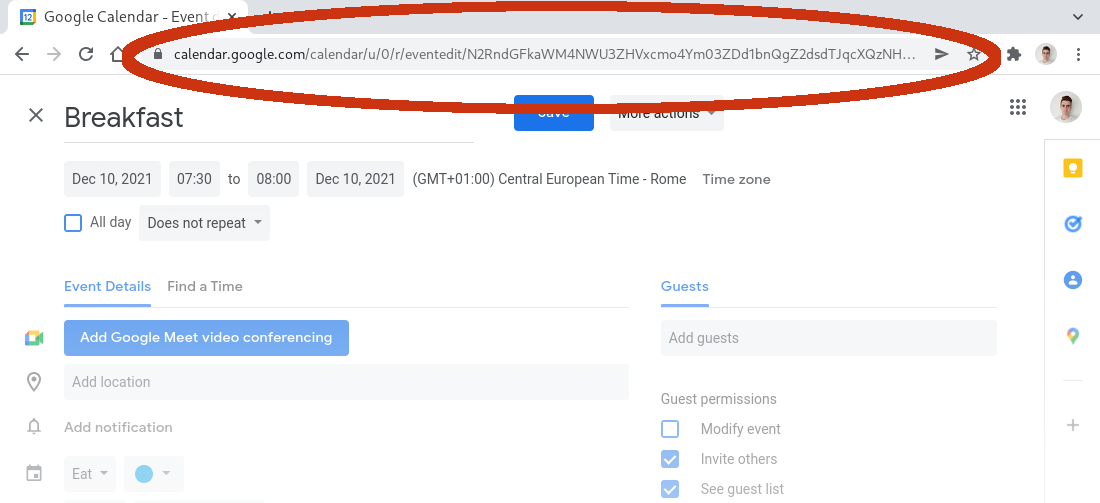 Google Calendar - Event
calendar.google.com/calendar/u/0/r/eventedit/N2RndGFkaWM4NWU3ZHVxcmo4Ym03ZDd1bnQgZ2dsdTJqcXQzNH...
Breakfast
Save
More actions
Dec 10, 2021 07:30 to 08:00 Dec 10, 2021 (GMT+01:00) Central European Time - Rome Time zone
All day Does not repeat
Event Details Find a Time Guests
Add Google Meet video conferencing
Add guests
Add location
Guest permissions
Add notification
Modify event
Invite others
Eat
See guest list